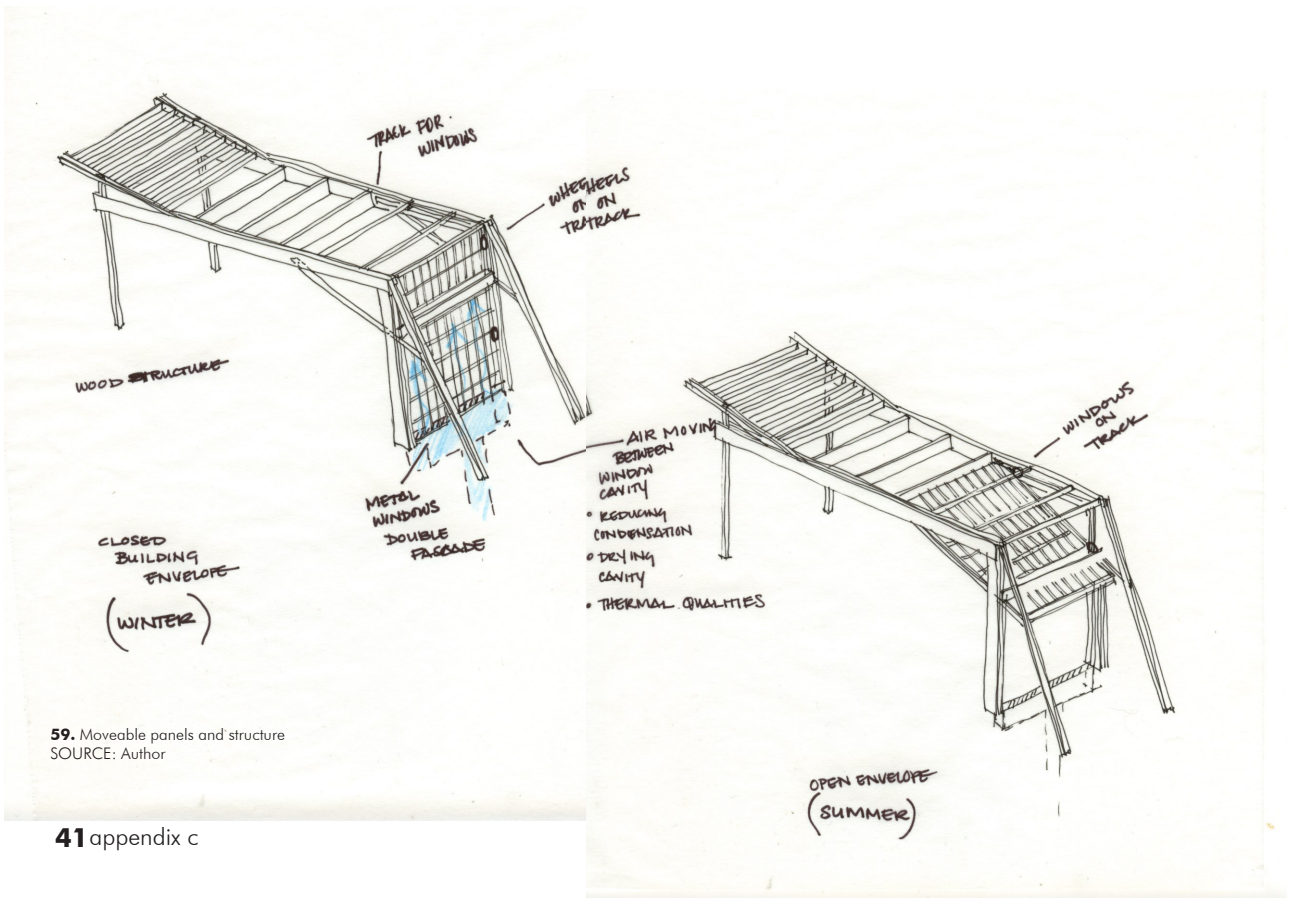 TRACK FOR
WINDOWS
WHEEHEELS
OF ON
TRATRACK
WOOD STRUCTURE
METAL
WINDOWS
DOUBLE
FASCADE
CLOSED
BUILDING
ENVELOPE
(WINTER)
AIR MOVING
BETWEEN
WINDOW
CAVITY
• REDUCING
CONDENSATION
• DRYING
CAVITY
• THERMAL QUALITIES
WINDOWS
ON
TRACK
OPEN ENVELOPE
(SUMMER)
59. Moveable panels and structure
SOURCE: Author
41 appendix c